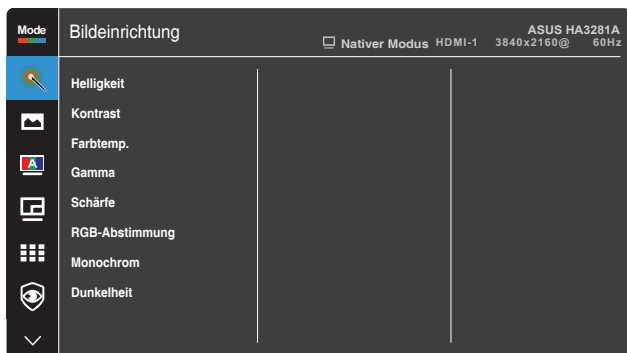 Mode
Bildeinrichtung
Nativer Modus HDMI-1
ASUS HA3281A
3840x2160@ 60Hz
Helligkeit
Kontrast
Farbtemp.
A
Gamma
Schärfe
RGB-Abstimmung
Monochrom
Dunkelheit